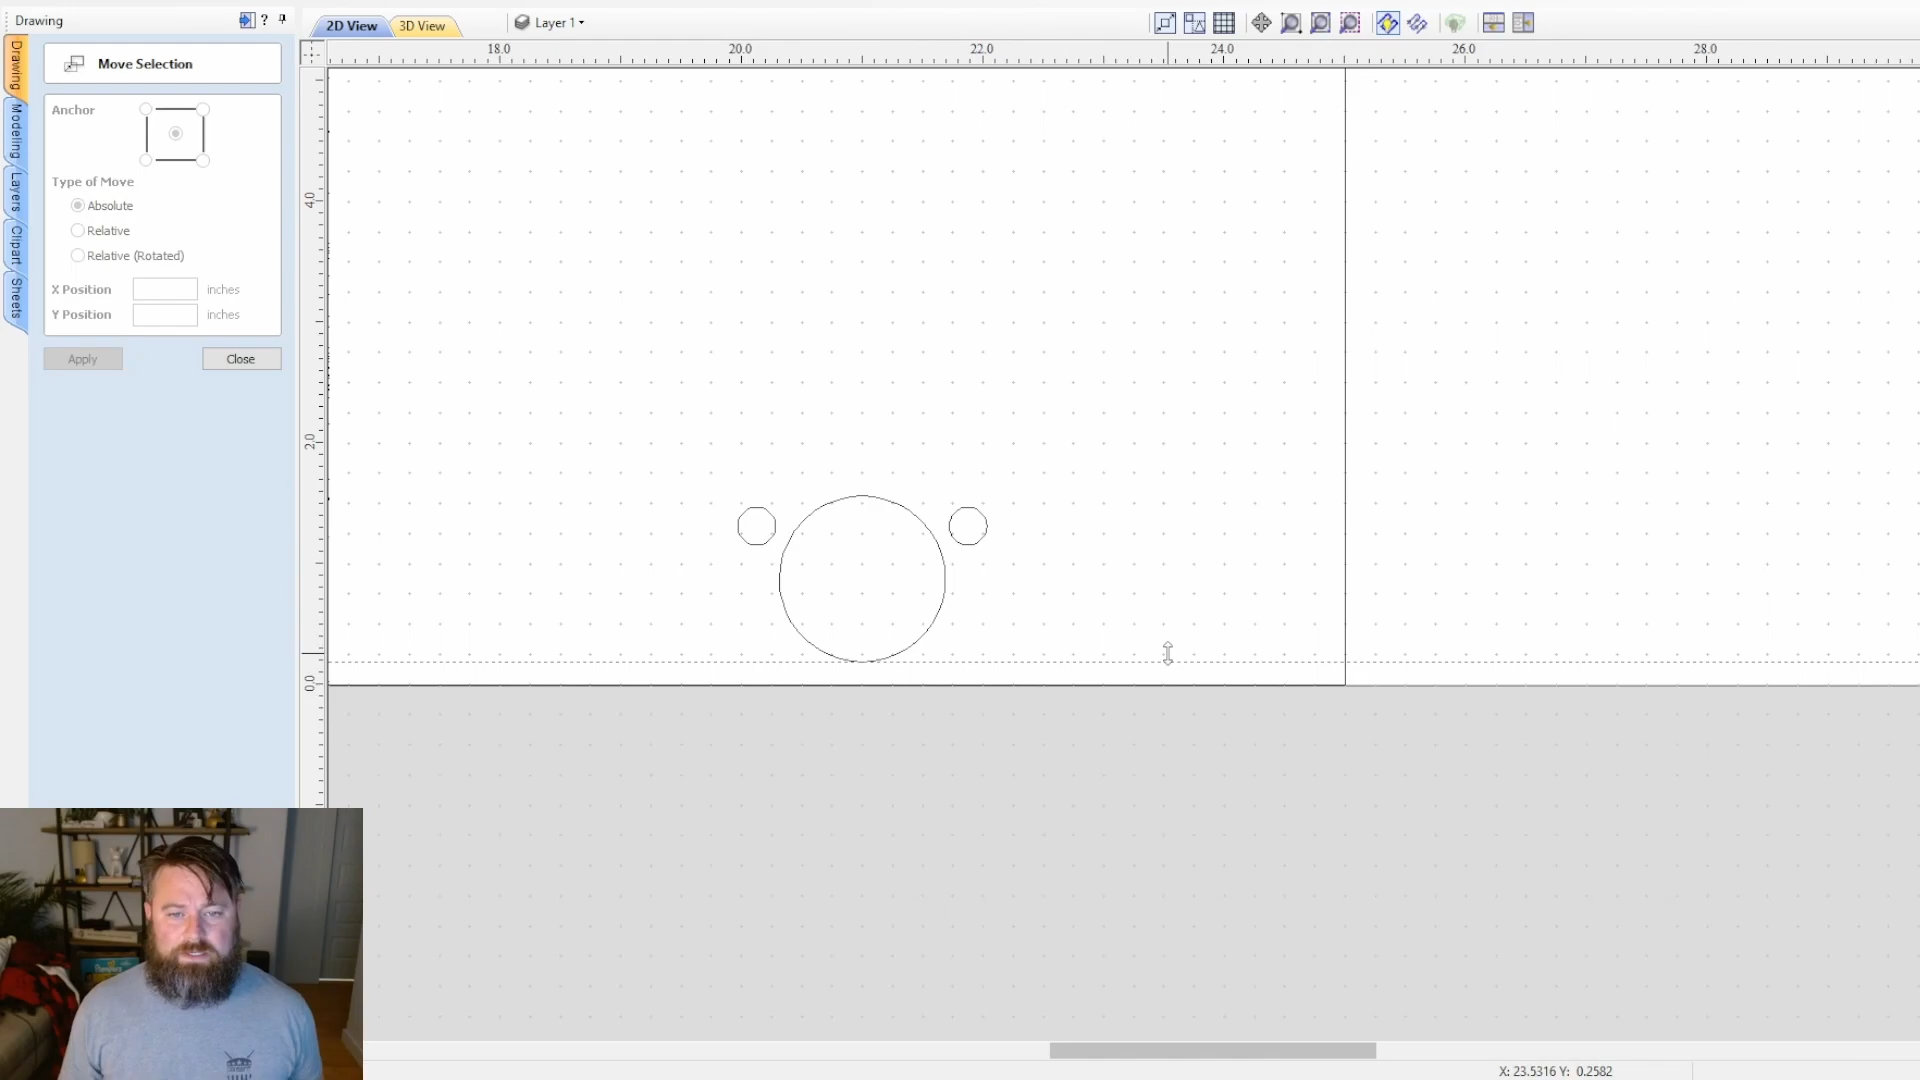 Drawing
?
2D View
3D View
Layer 1
Drawing
Modeling
Layers
Clipart
Sheets
Move Selection
Anchor
Type of Move
Absolute
Relative
Relative (Rotated)
X Position
inches
Y Position
inches
Apply
Close
18.0
20.0
22.0
24.0
26.0
28.0
4.0
2.0
0.0
X: 23.5316 Y: 0.2582